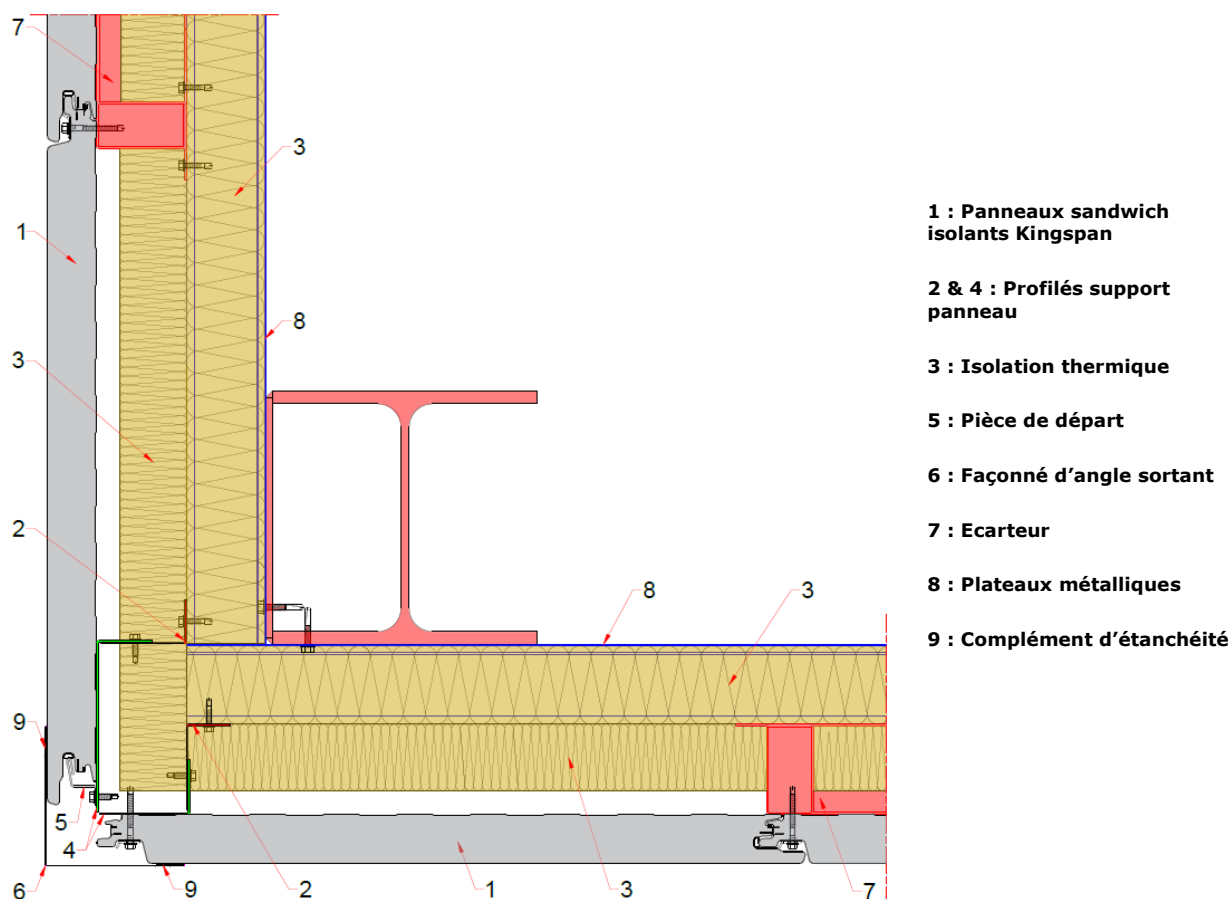 7
3
1
8
3
2
8
3
9
5
4
6
9
2
1
3
7
1 : Panneaux sandwich
isolants Kingspan
2 & 4 : Profilés support
panneau
3 : Isolation thermique
5 : Pièce de départ
6 : Façonné d’angle sortant
7 : Ecarteur
8 : Plateaux métalliques
9 : Complément d’étanchéité